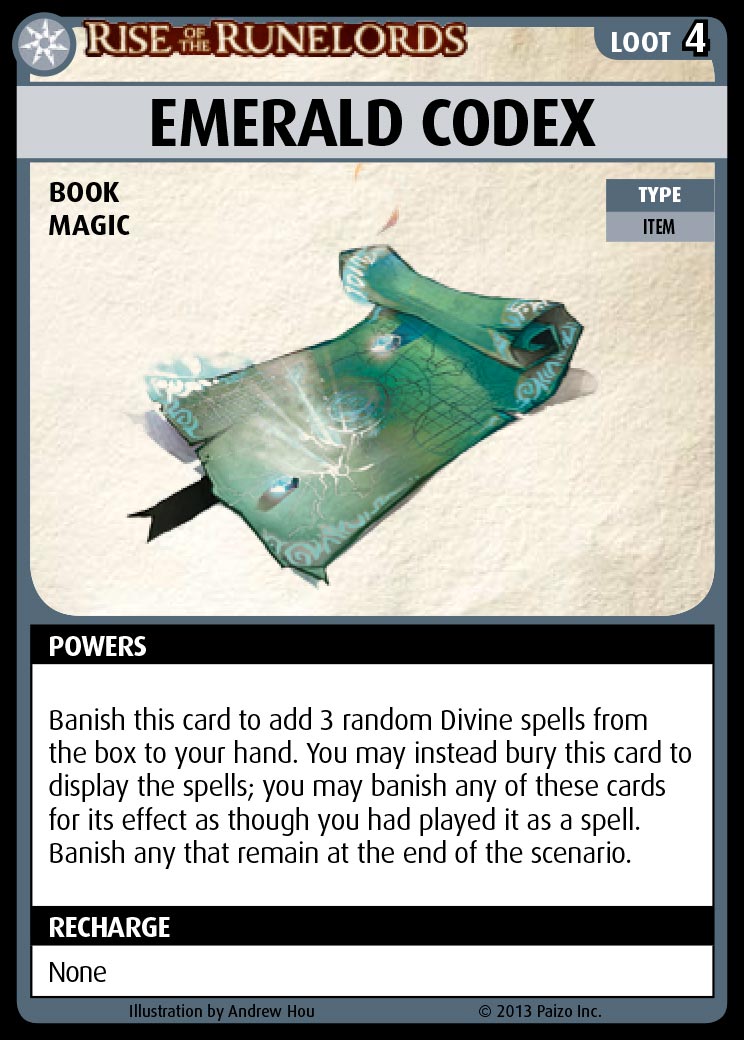 RISE OF THE RUNELORDS
LOOT 4
EMERALD CODEX
BOOK
MAGIC
TYPE
ITEM
POWERS
Banish this card to add 3 random Divine spells from
the box to your hand. You may instead bury this card to
display the spells; you may banish any of these cards
for its effect as though you had played it as a spell.
Banish any that remain at the end of the scenario.
RECHARGE
None
Illustration by Andrew Hou
© 2013 Paizo Inc.